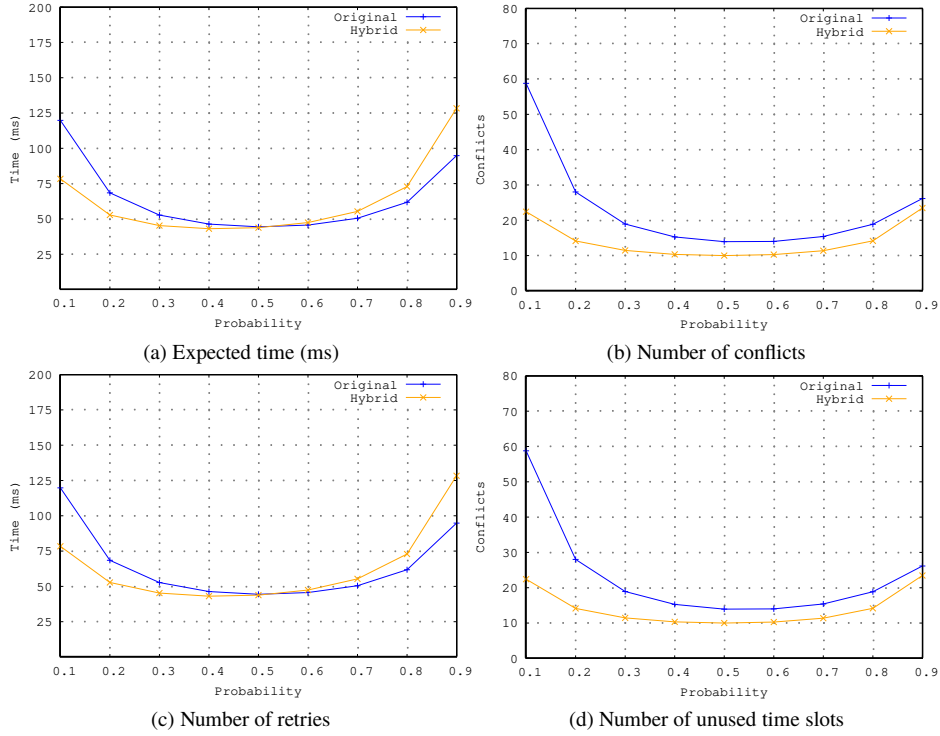 200
175
150
125
100
75
50
25
Time (ms)
Original
Hybrid
0.1 0.2 0.3 0.4 0.5 0.6 0.7 0.8 0.9
Probability
(a) Expected time (ms)
80
70
60
50
40
30
20
10
0
Conflicts
Original
Hybrid
0.1 0.2 0.3 0.4 0.5 0.6 0.7 0.8 0.9
Probability
(b) Number of conflicts
200
175
150
125
100
75
50
25
Time (ms)
Original
Hybrid
0.1 0.2 0.3 0.4 0.5 0.6 0.7 0.8 0.9
Probability
(c) Number of retries
80
70
60
50
40
30
20
10
0
Conflicts
Original
Hybrid
0.1 0.2 0.3 0.4 0.5 0.6 0.7 0.8 0.9
Probability
(d) Number of unused time slots